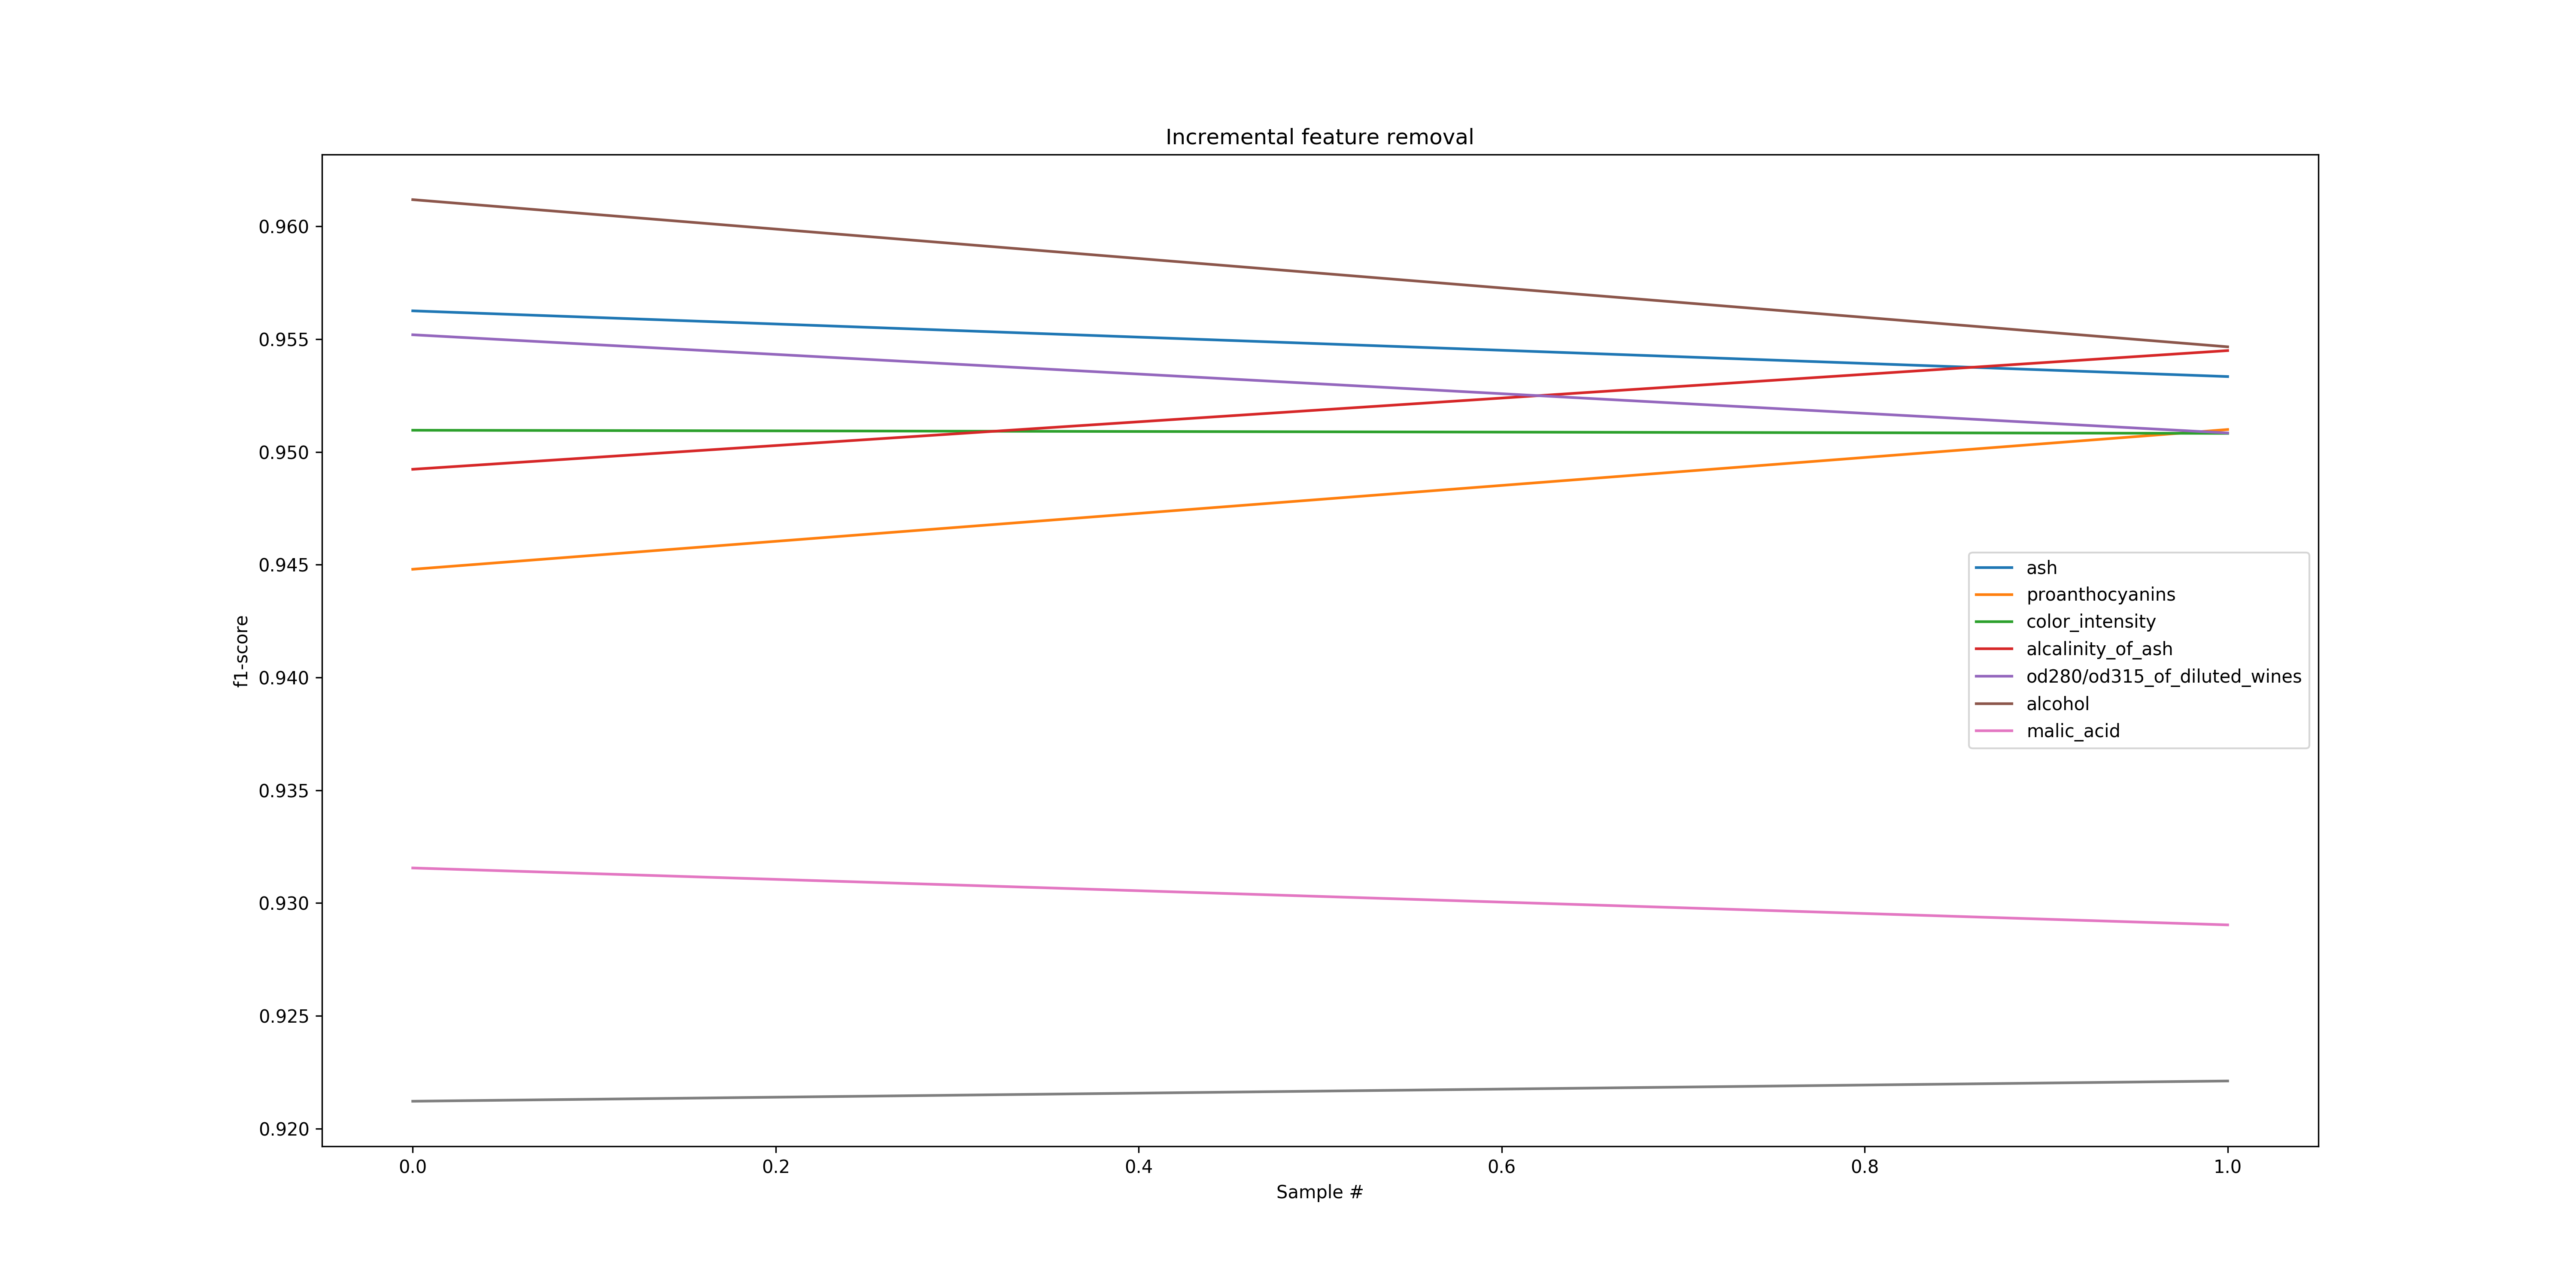 Incremental feature removal
0.960
0.955
0.950
0.945
0.940
0.935
0.930
0.925
0.920
f1-score
ash
proanthocyanins
color_intensity
alcalinity_of_ash
od280/od315_of_diluted_wines
alcohol
malic_acid
0.0 0.2 0.4 0.6 0.8 1.0
Sample #